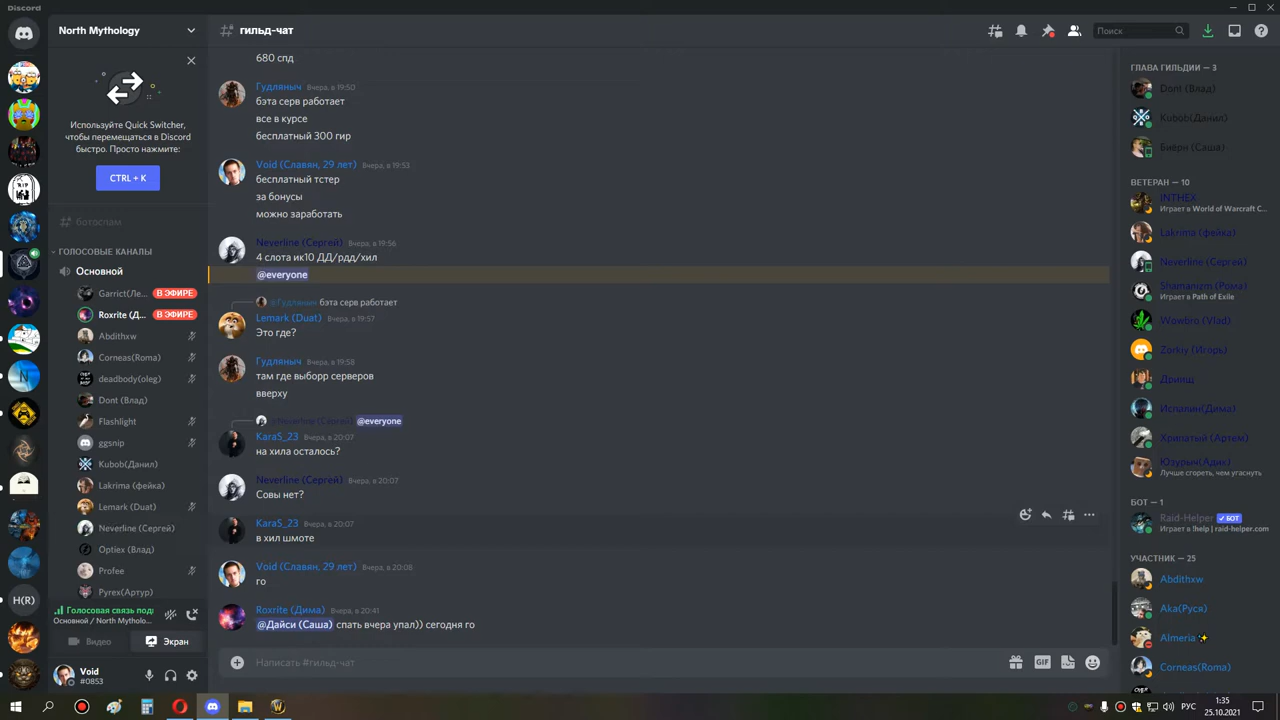 Discord
North Mythology
гильд-чат
Поиск
Используйте Quick Switcher,
чтобы перемещаться в Discord
быстро. Просто нажмите:
CTRL + K
ботоспам
ГОЛОСОВЫЕ КАНАЛЫ
Основной
Garrict(Ле...
В ЭФИРЕ
Roxrite (Д...
В ЭФИРЕ
Abdithxw
Corneas(Roma)
deadbody(oleg)
Dont (Влад)
Flashlight
ggsnip
Kubob(Данил)
Lakrima (фейка)
Lemark (Duat)
Neverline (Сергей)
Optiex (Влад)
Profee
Pyrex(Артур)
Голосовая связь под
Основной / North Mytholo...
Видео
Экран
Void
#0853
680 спд
Гудляныч Вчера, в 19:50
бэта серв работает
все в курсе
бесплатный 300 гир
Void (Славян, 29 лет) Вчера, в 19:53
бесплатный тстер
за бонусы
можно заработать
Neverline (Сергей) Вчера, в 19:56
4 слота ик10 ДД/рдд/хил
@everyone
@Гудляныч бэта серв работает
Lemark (Duat) Вчера, в 19:57
Это где?
Гудляныч Вчера, в 19:58
там где выборр серверов
вверху
@Neverline (Сергей) @everyone
KaraS_23 Вчера, в 20:07
на хила осталось?
Neverline (Сергей) Вчера, в 20:07
Совы нет?
KaraS_23 Вчера, в 20:07
в хил шмоте
Void (Славян, 29 лет) Вчера, в 20:08
го
Roxrite (Дима) Вчера, в 20:41
@Дайси (Саша) спать вчера упал)) сегодня го
Написать #гильд-чат
GIF
ГЛАВА ГИЛЬДИИ — 3
Dont (Влад)
Kubob(Данил)
Биёрн (Саша)
ВЕТЕРАН — 10
INTHEX
Играет в World of Warcraft C...
Lakrima (фейка)
Neverline (Сергей)
Shamanizm (Рома)
Играет в Path of Exile
Wowbro (Vlad)
Zorkiy (Игорь)
Дриищ
Испапин(Дима)
Хрипатый (Артем)
Юзурыч(Адик)
Лучше сгореть, чем угаснуть
БОТ — 1
Raid-Helper БОТ
Играет в !help | raid-helper.com
УЧАСТНИК — 25
Abdithxw
Aka(Руся)
Almeria
Corneas(Roma)
H(R)
РУС
1:35
25.10.2021